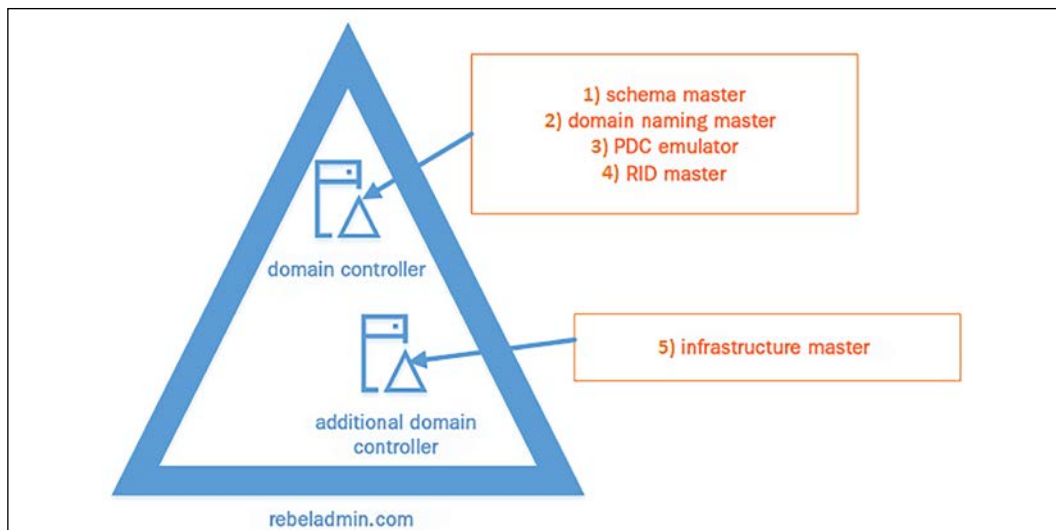 1) schema master
2) domain naming master
3) PDC emulator
4) RID master
domain controller
5) infrastructure master
additional domain
controller
rebeladmin.com